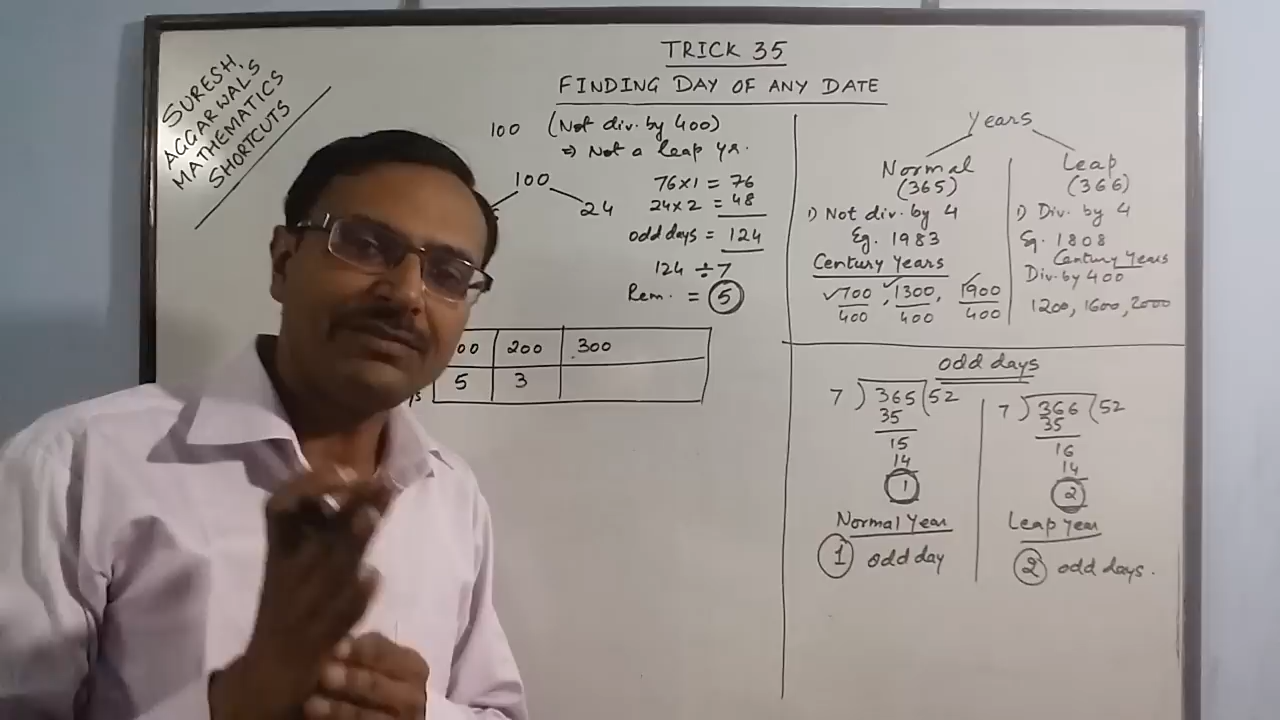 SURESH
AGGARWAL'S
MATHEMATICS
SHORTCUTS
TRICK 35
FINDING DAY OF ANY DATE
100 (Not div. by 400)
⇒ Not a leap yr.
100
24
76×1 = 76
24×2 = 48
odd days = 124
124 ÷ 7
Rem. = 5
00 200 300
5 3
Years
Normal
(365)
1) Not div. by 4
Eg. 1983
Century Years
✓700/400, ✓1300/400, ✓1900/400
Leap
(366)
1) Div. by 4
Eg. 1808
Century Years
Div. by 400
1200, 1600, 2000
odd days
7 ) 365 ( 52
35
15
14
1
Normal Year
1 odd day
7 ) 366 ( 52
35
16
14
2
Leap Year
2 odd days.